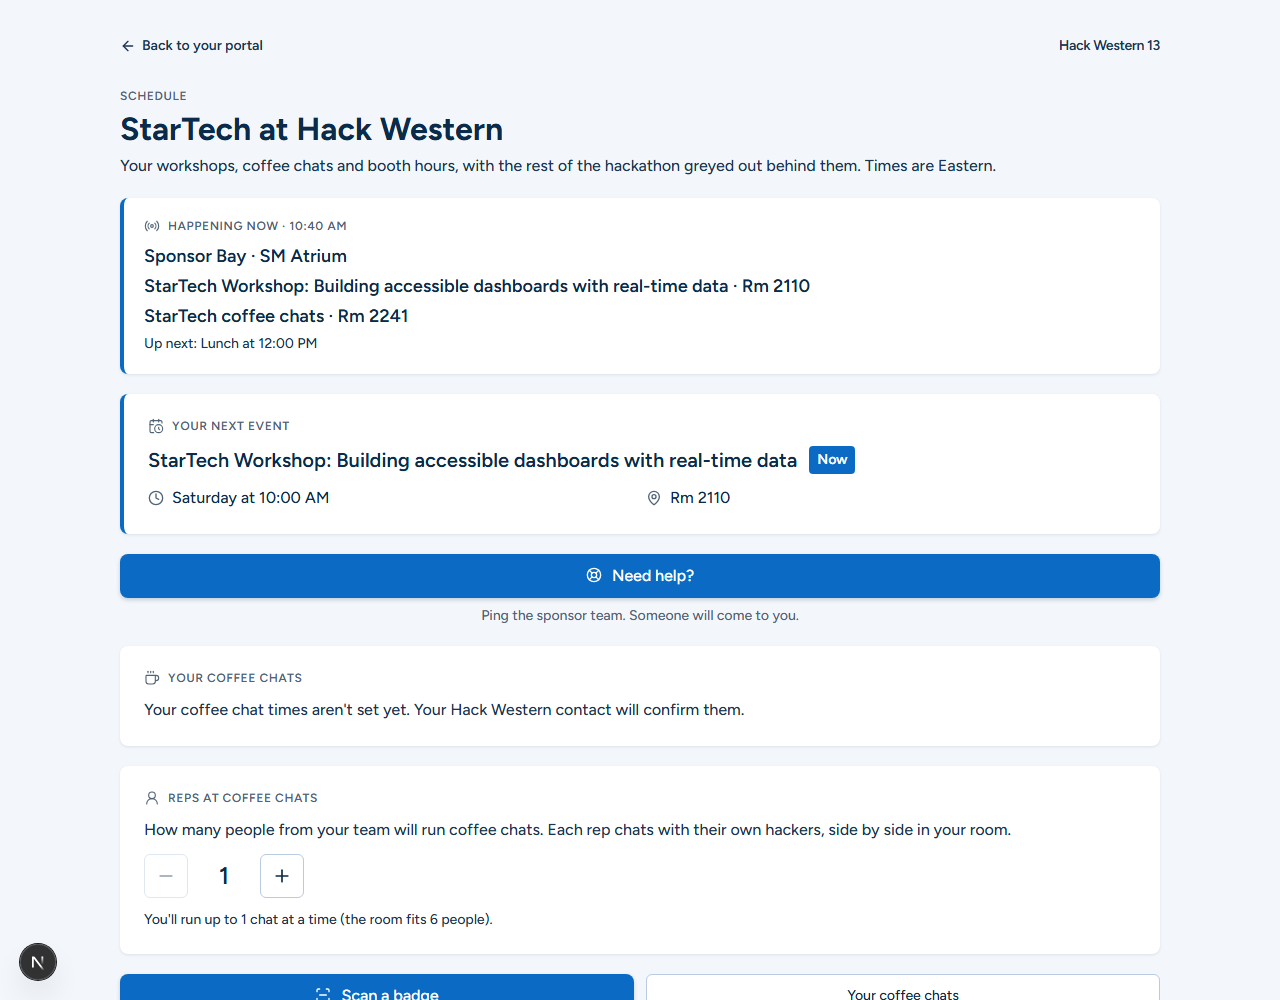 Back to your portal
Hack Western 13
SCHEDULE
StarTech at Hack Western
Your workshops, coffee chats and booth hours, with the rest of the hackathon greyed out behind them. Times are Eastern.
HAPPENING NOW · 10:40 AM
Sponsor Bay · SM Atrium
StarTech Workshop: Building accessible dashboards with real-time data · Rm 2110
StarTech coffee chats · Rm 2241
Up next: Lunch at 12:00 PM
YOUR NEXT EVENT
StarTech Workshop: Building accessible dashboards with real-time data Now
Saturday at 10:00 AM
Rm 2110
Need help?
Ping the sponsor team. Someone will come to you.
YOUR COFFEE CHATS
Your coffee chat times aren't set yet. Your Hack Western contact will confirm them.
REPS AT COFFEE CHATS
How many people from your team will run coffee chats. Each rep chats with their own hackers, side by side in your room.
1
You'll run up to 1 chat at a time (the room fits 6 people).
N
Scan a badge
Your coffee chats